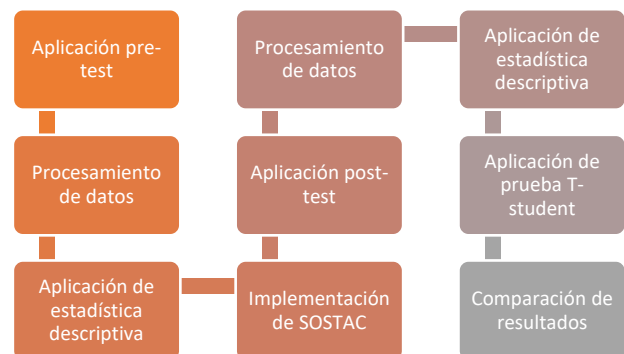 Aplicación pre-
test
Procesamiento
de datos
Aplicación de
estadística
descriptiva
Implementación
de SOSTAC
Aplicación post-
test
Procesamiento
de datos
Aplicación de
estadística
descriptiva
Aplicación de
prueba T-
student
Comparación de
resultados